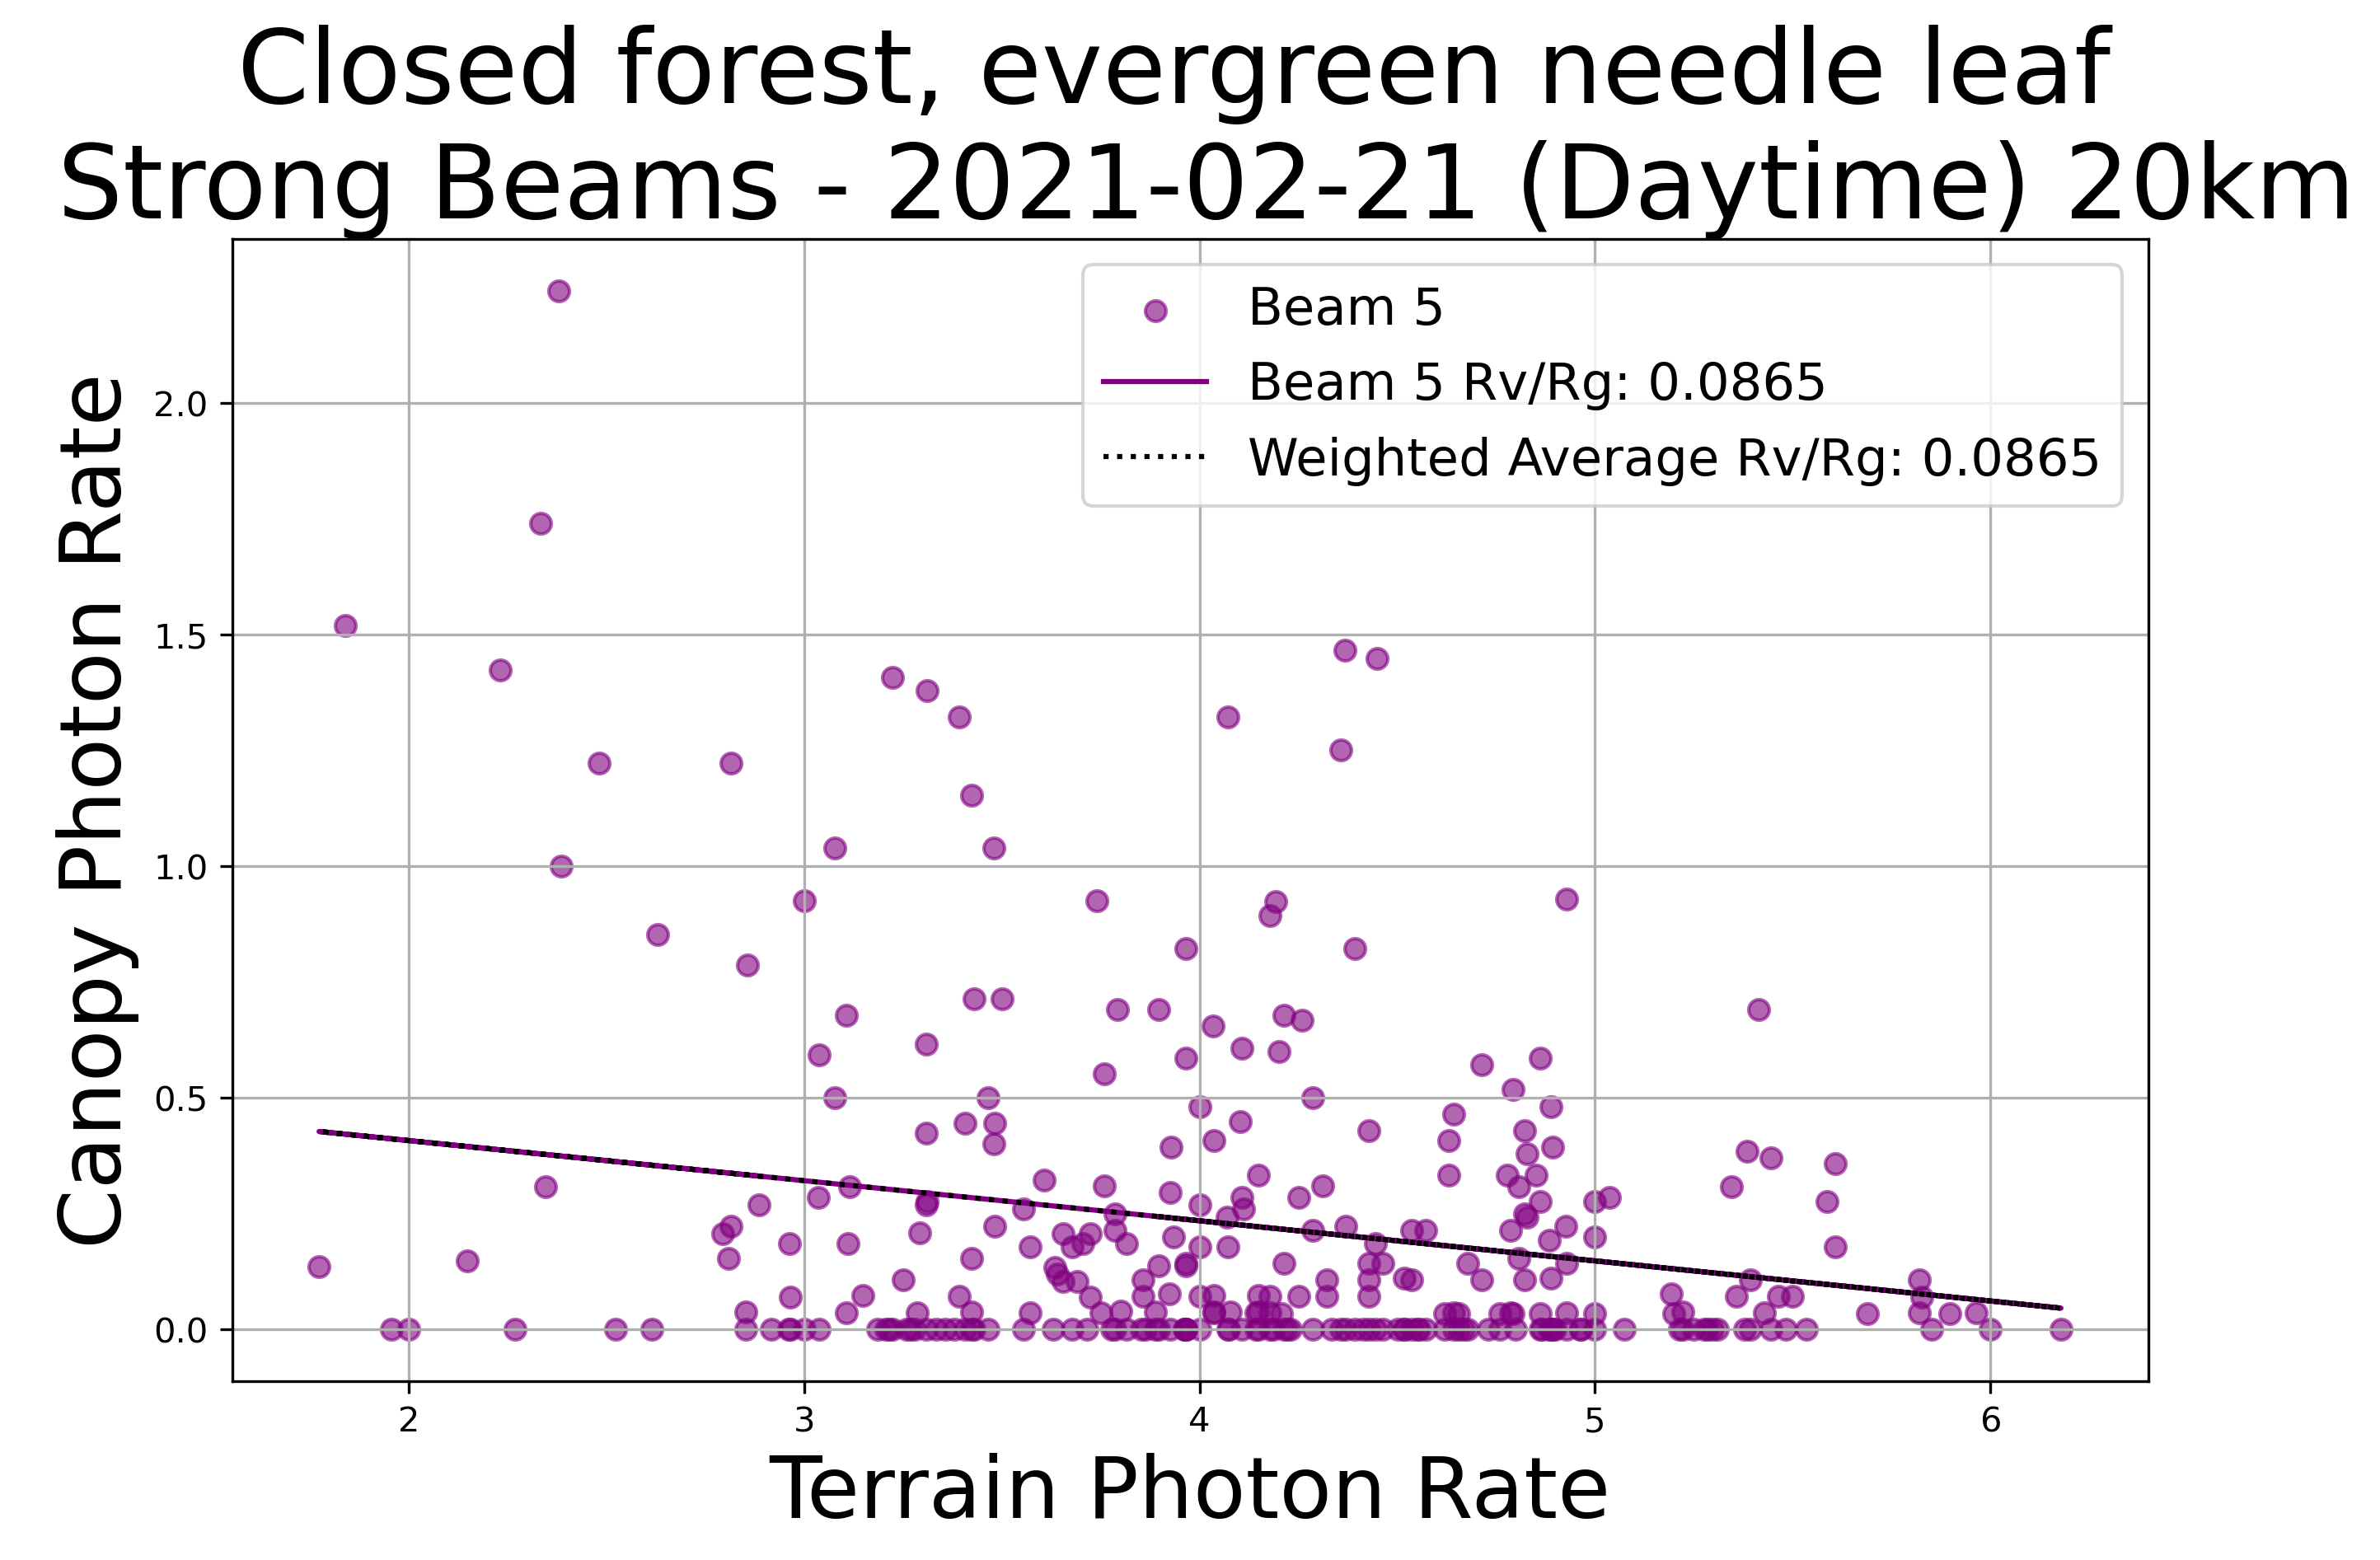 Closed forest, evergreen needle leaf
Strong Beams - 2021-02-21 (Daytime) 20km
Beam 5
Beam 5 Rv/Rg: 0.0865
Weighted Average Rv/Rg: 0.0865
Canopy Photon Rate
2.0
1.5
1.0
0.5
0.0
2 3 4 5 6
Terrain Photon Rate